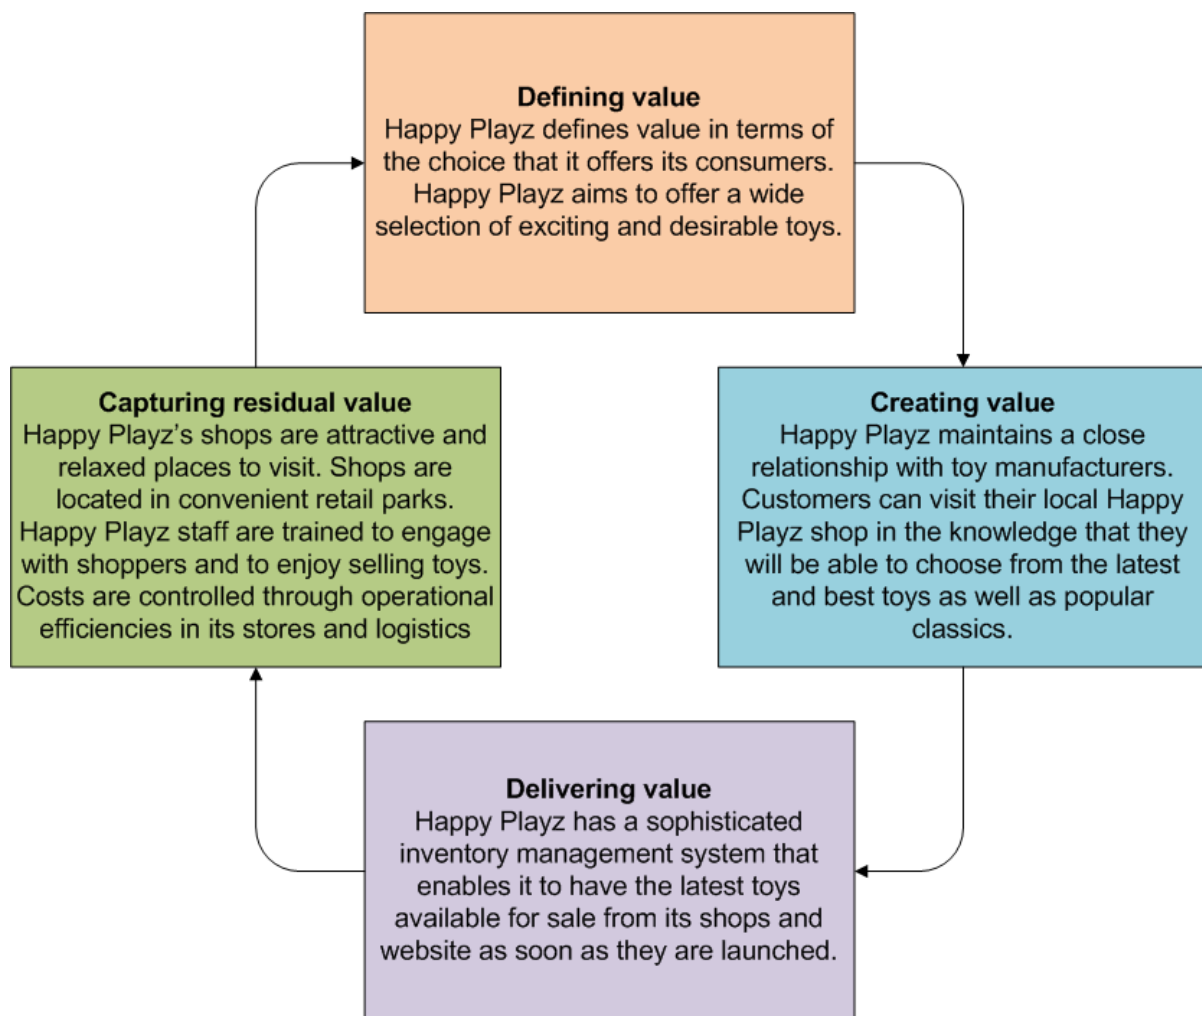 Defining value
Happy Playz defines value in terms of
the choice that it offers its consumers.
Happy Playz aims to offer a wide
selection of exciting and desirable toys.
Capturing residual value
Happy Playz's shops are attractive and
relaxed places to visit. Shops are
located in convenient retail parks.
Happy Playz staff are trained to engage
with shoppers and to enjoy selling toys.
Costs are controlled through operational
efficiencies in its stores and logistics
Creating value
Happy Playz maintains a close
relationship with toy manufacturers.
Customers can visit their local Happy
Playz shop in the knowledge that they
will be able to choose from the latest
and best toys as well as popular
classics.
Delivering value
Happy Playz has a sophisticated
inventory management system that
enables it to have the latest toys
available for sale from its shops and
website as soon as they are launched.